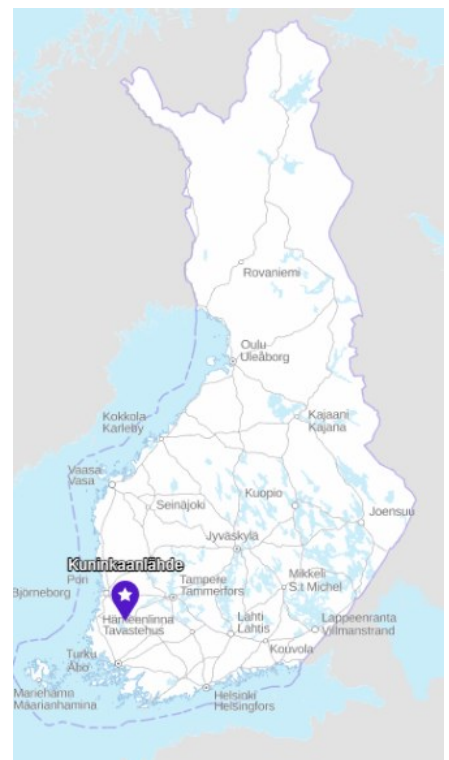 Rovaniemi
Oulu
Uleåborg
Kokkola
Karleby
Kajaani
Kajana
Vaasa
Vasa
Seinäjoki
Kuopio
Joensuu
Jyväskylä
Kuninkaanlähde
Pori
Björneborg
Tampere
Tammerfors
Mikkeli
S:t Michel
Hämeenlinna
Tavastehus
Lahti
Lahtis
Lappeenranta
Villmanstrand
Kouvola
Turku
Åbo
Mariehamn
Maarianhamina
Helsinki
Helsingfors